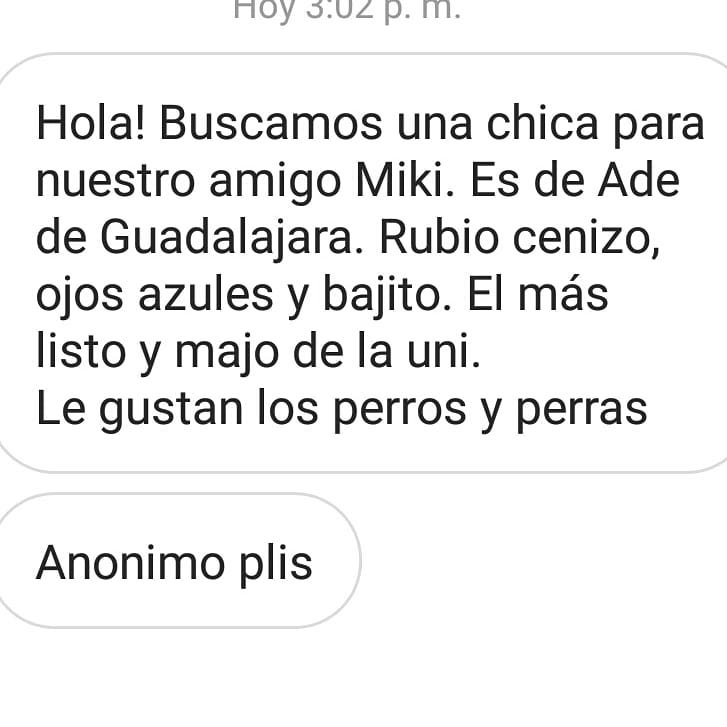 Hoy 3:02 p. m.
Hola! Buscamos una chica para
nuestro amigo Miki. Es de Ade
de Guadalajara. Rubio cenizo,
ojos azules y bajito. El más
listo y majo de la uni.
Le gustan los perros y perras
Anonimo plis